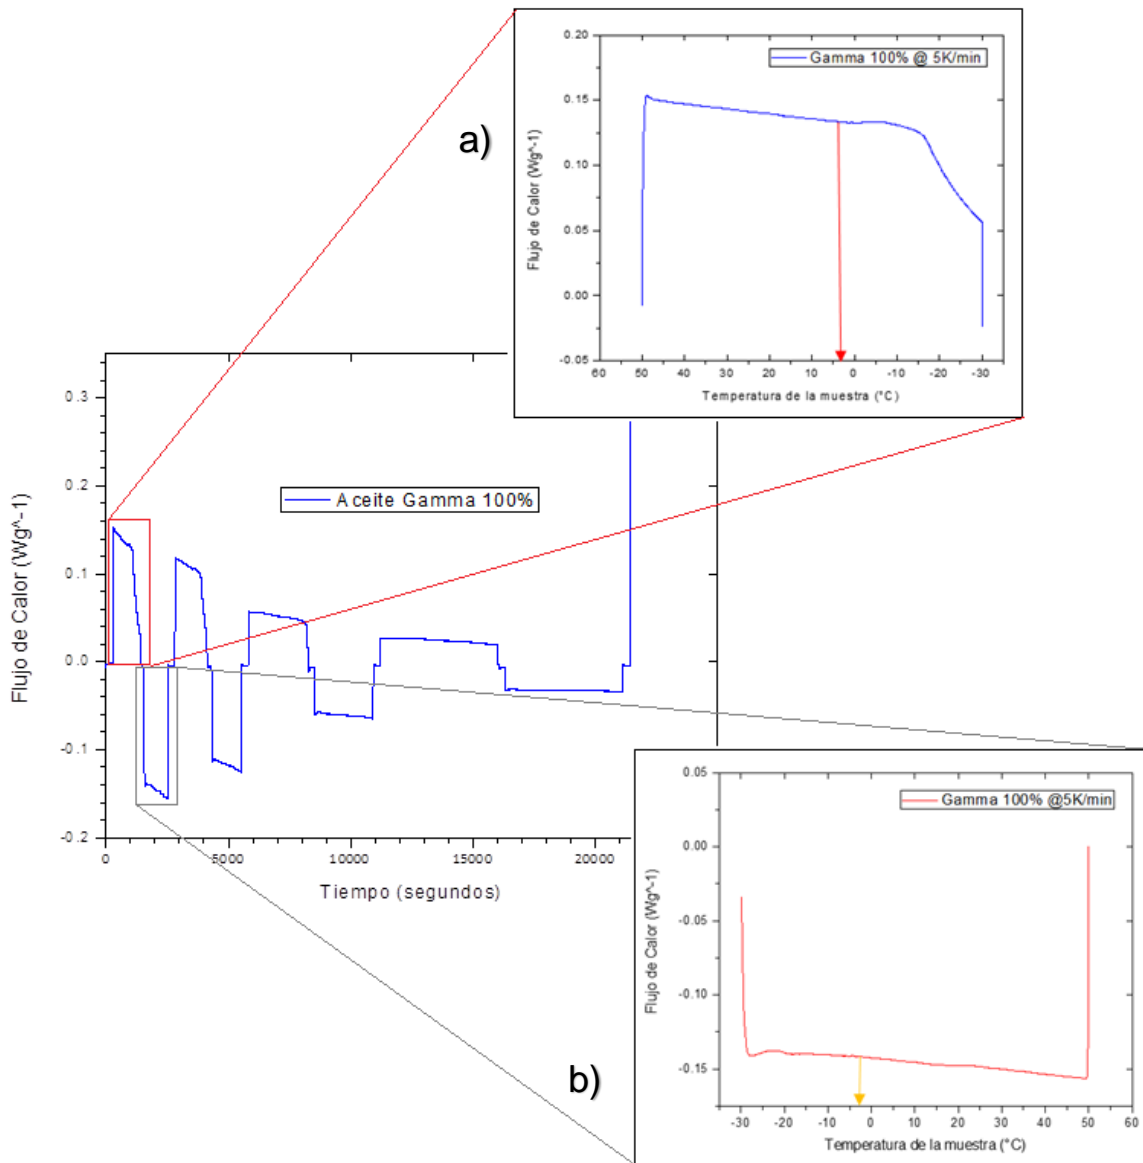 a)
0.20
0.15
0.10
0.05
0.00
-0.05
Flujo de Calor (Wg^-1)
Gamma 100% @ 5K/min
60 50 40 30 20 10 0 -10 -20 -30
Temperatura de la muestra (°C)
0.3
0.2
0.1
0.0
-0.1
-0.2
Flujo de Calor (Wg^-1)
Aceite Gamma 100%
0 5000 10000 15000 20000
Tiempo (segundos)
b)
0.05
0.00
-0.05
-0.10
-0.15
Flujo de Calor (Wg^-1)
Gamma 100% @5K/min
-30 -20 -10 0 10 20 30 40 50 60
Temperatura de la muestra (°C)